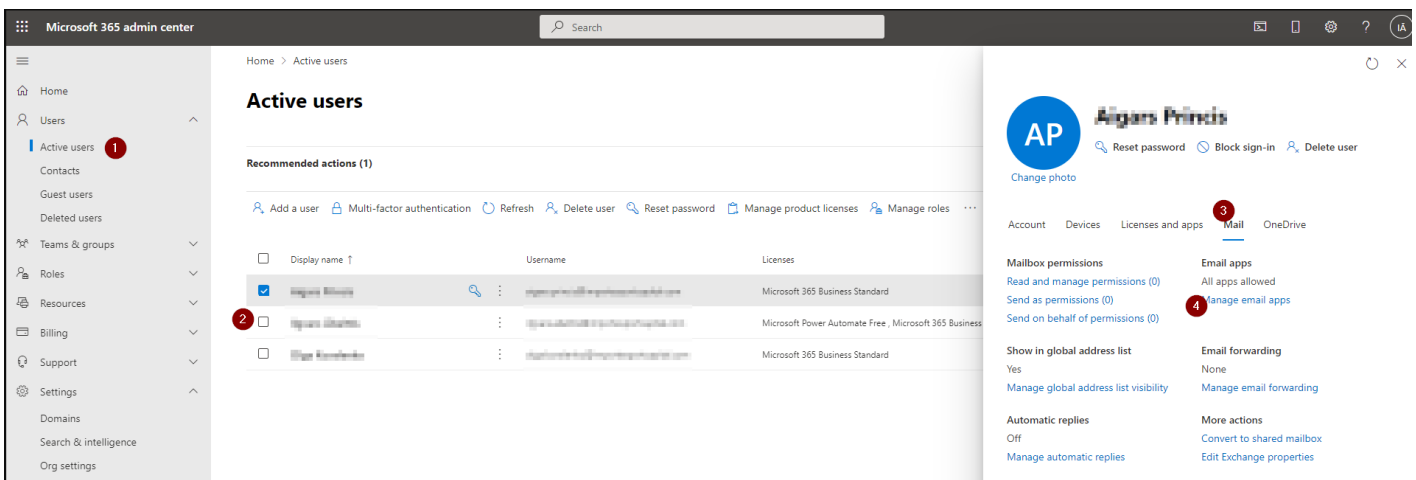 Microsoft 365 admin center
Search
?
IĀ
Home
Users
Active users 1
Contacts
Guest users
Deleted users
Teams & groups
Roles
Resources
Billing
Support
Settings
Domains
Search & intelligence
Org settings
Home > Active users
Active users
Recommended actions (1)
Add a user Multi-factor authentication Refresh Delete user Reset password Manage product licenses Manage roles ...
Display name ↑ Username Licenses
Microsoft 365 Business Standard
2 Microsoft Power Automate Free , Microsoft 365 Business
Microsoft 365 Business Standard
AP
Change photo
Reset password Block sign-in Delete user
3
Account Devices Licenses and apps Mail OneDrive
Mailbox permissions
Read and manage permissions (0)
Send as permissions (0)
Send on behalf of permissions (0)
Email apps
All apps allowed
4 Manage email apps
Show in global address list
Yes
Manage global address list visibility
Email forwarding
None
Manage email forwarding
Automatic replies
Off
Manage automatic replies
More actions
Convert to shared mailbox
Edit Exchange properties